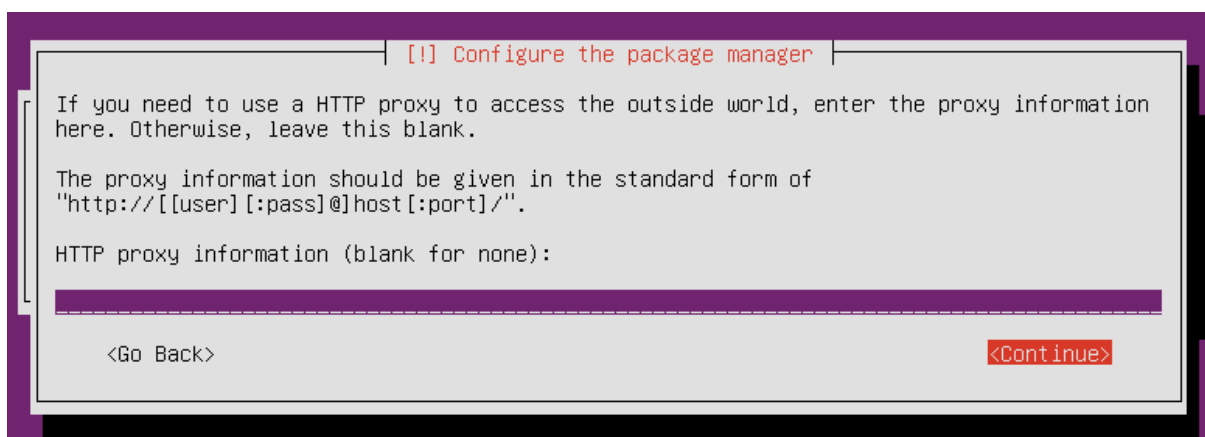 [!] Configure the package manager
If you need to use a HTTP proxy to access the outside world, enter the proxy information
here. Otherwise, leave this blank.
The proxy information should be given in the standard form of
"http://[[user][:pass]@]host[:port]/".
HTTP proxy information (blank for none):
<Go Back> <Continue>